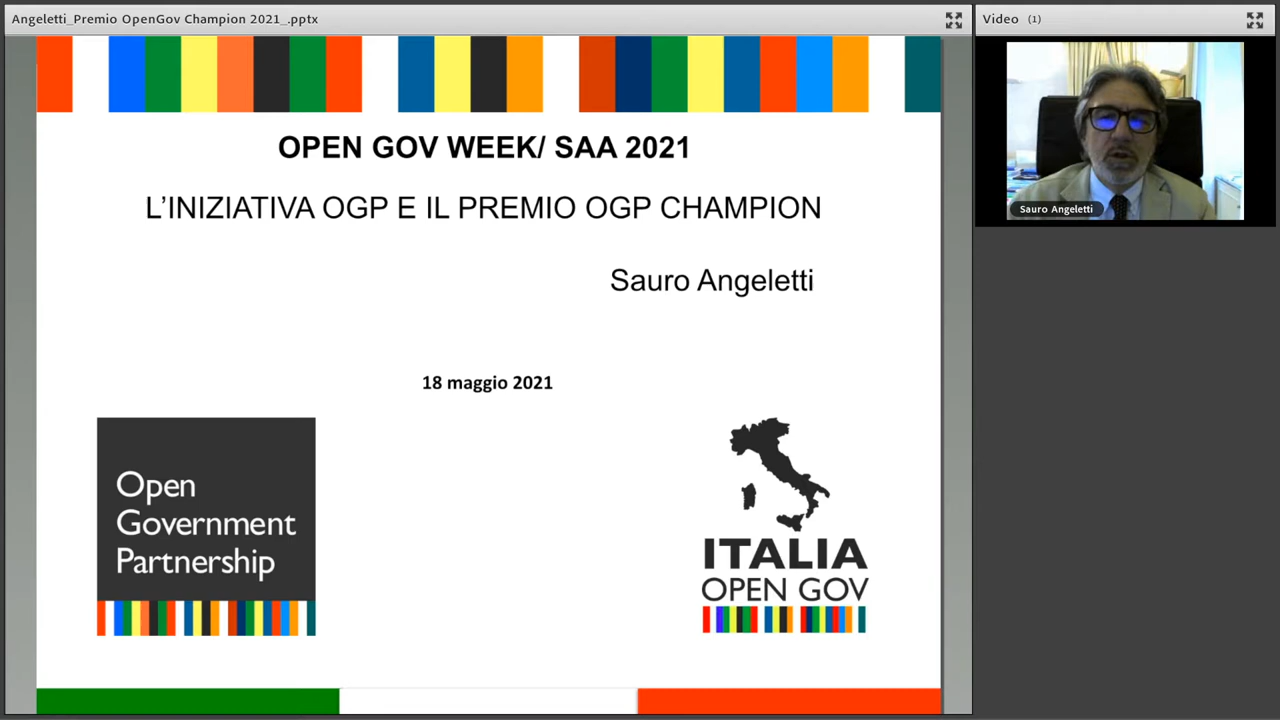 Angeletti_Premio OpenGov Champion 2021_.pptx
Video (1)
OPEN GOV WEEK/ SAA 2021
L’INIZIATIVA OGP E IL PREMIO OGP CHAMPION
Sauro Angeletti
18 maggio 2021
Open
Government
Partnership
ITALIA
OPEN GOV
Sauro Angeletti